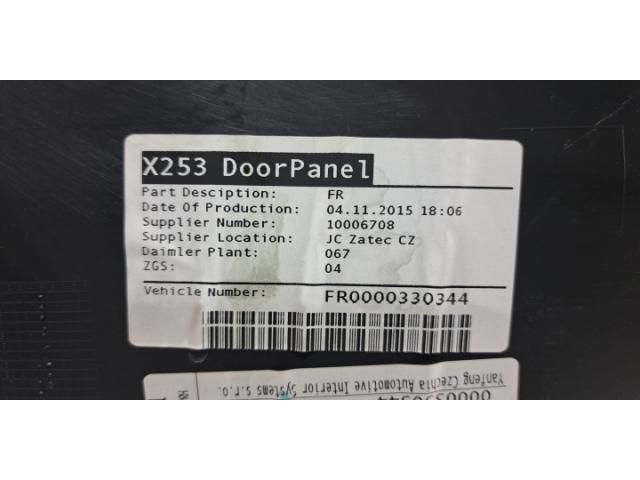 X253 DoorPanel
Part Desciption: FR
Date Of Production: 04.11.2015 18:06
Supplier Number: 10006708
Supplier Location: JC Zatec CZ
Daimler Plant: 067
ZGS: 04
Vehicle Number: FR0000330344
Yanfeng Czechia Automotive Interior
Systems s.r.o.
0000330344